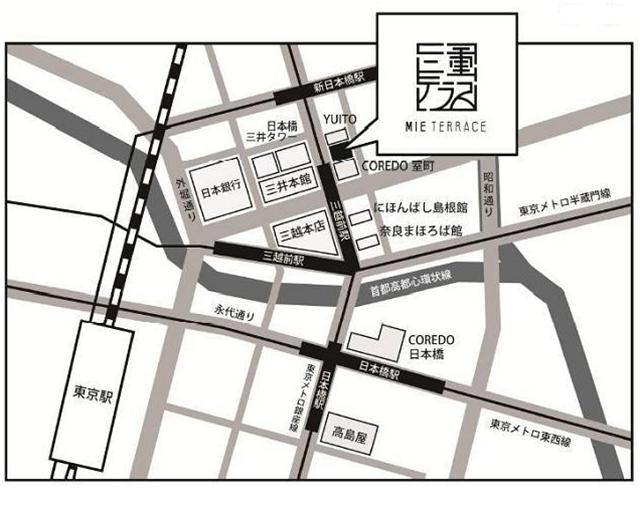 三重
テラス
MIE TERRACE
新日本橋駅
YUITO
日本橋
三井タワー
COREDO 室町
日本銀行
三井本館
外堀通り
昭和通り
にほんばし島根館
奈良まほろば館
東京メトロ半蔵門線
三越本店
三越前駅
三越前駅
首都高都心環状線
永代通り
COREDO
日本橋
日本橋駅
日本橋駅
東京メトロ銀座線
東京駅
高島屋
東京メトロ東西線